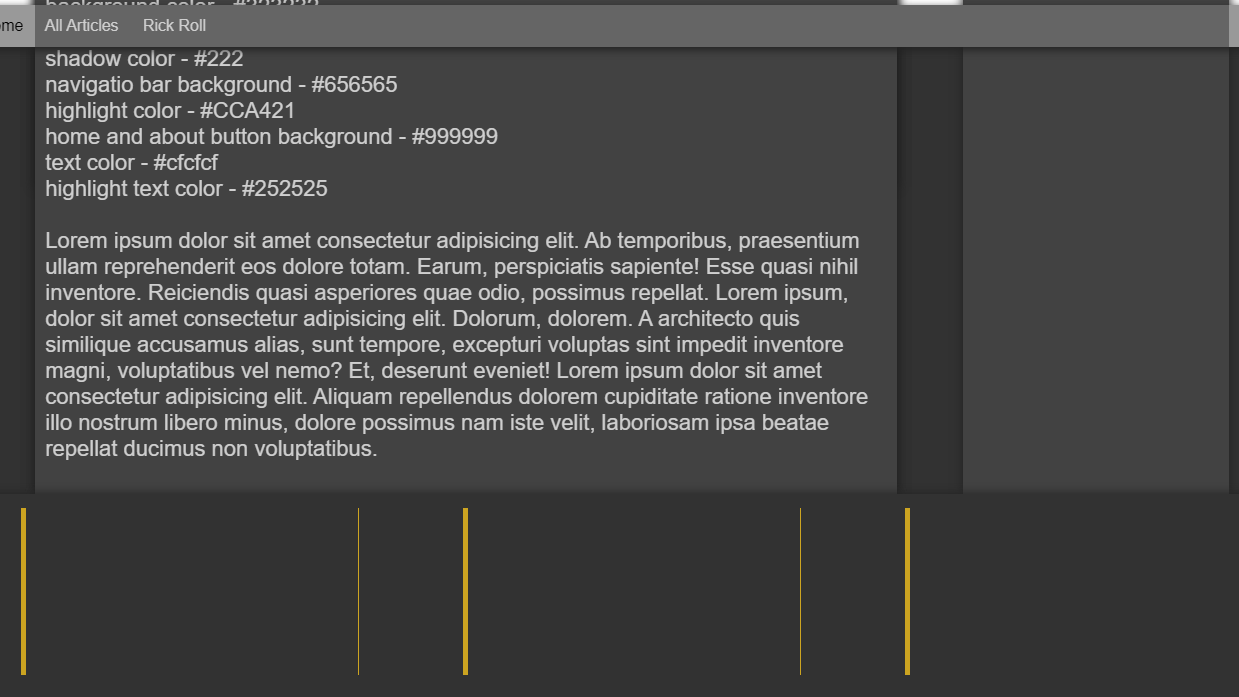 background color - #323232
All Articles Rick Roll
shadow color - #222
navigatio bar background - #656565
highlight color - #CCA421
home and about button background - #999999
text color - #cfcfcf
highlight text color - #252525
Lorem ipsum dolor sit amet consectetur adipisicing elit. Ab temporibus, praesentium
ullam reprehenderit eos dolore totam. Earum, perspiciatis sapiente! Esse quasi nihil
inventore. Reiciendis quasi asperiores quae odio, possimus repellat. Lorem ipsum,
dolor sit amet consectetur adipisicing elit. Dolorum, dolorem. A architecto quis
similique accusamus alias, sunt tempore, excepturi voluptas sint impedit inventore
magni, voluptatibus vel nemo? Et, deserunt eveniet! Lorem ipsum dolor sit amet
consectetur adipisicing elit. Aliquam repellendus dolorem cupiditate ratione inventore
illo nostrum libero minus, dolore possimus nam iste velit, laboriosam ipsa beatae
repellat ducimus non voluptatibus.